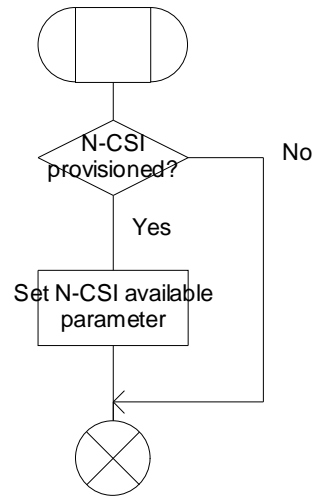 N-CSI
provisioned?
No
Yes
Set N-CSI available
parameter